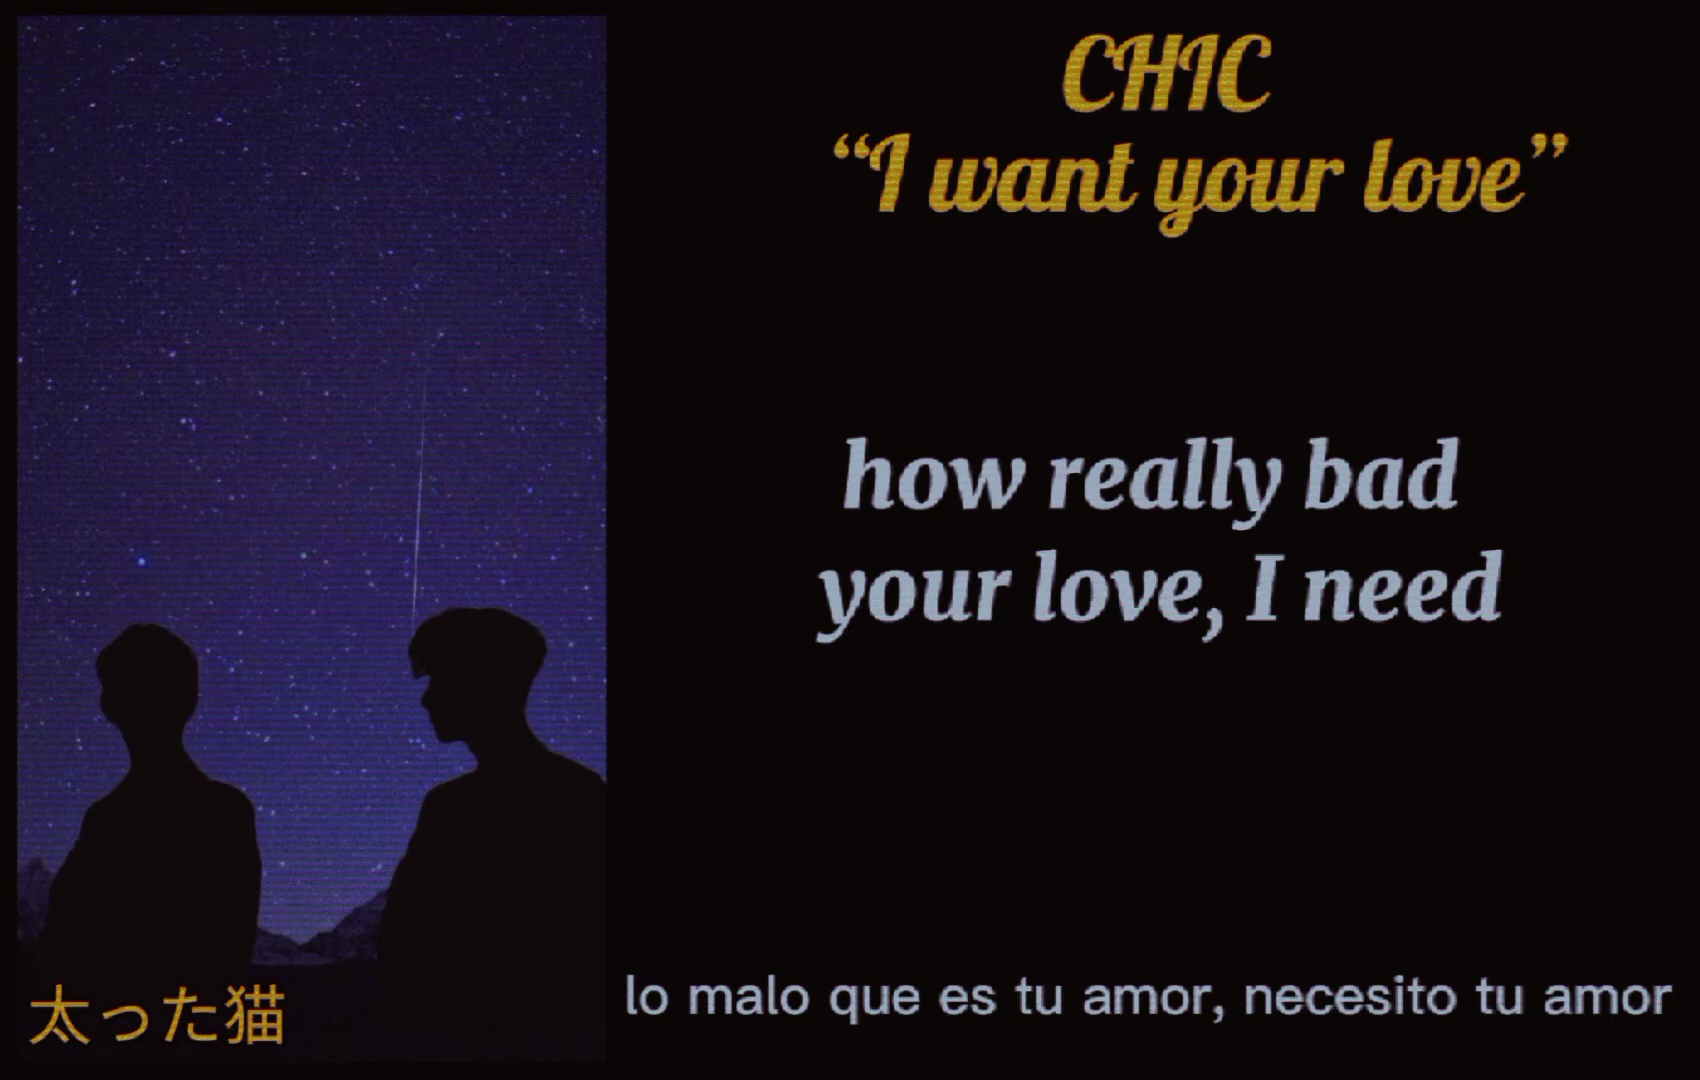 CHIC
“I want your love”
how really bad
your love, I need
lo malo que es tu amor, necesito tu amor
太った猫